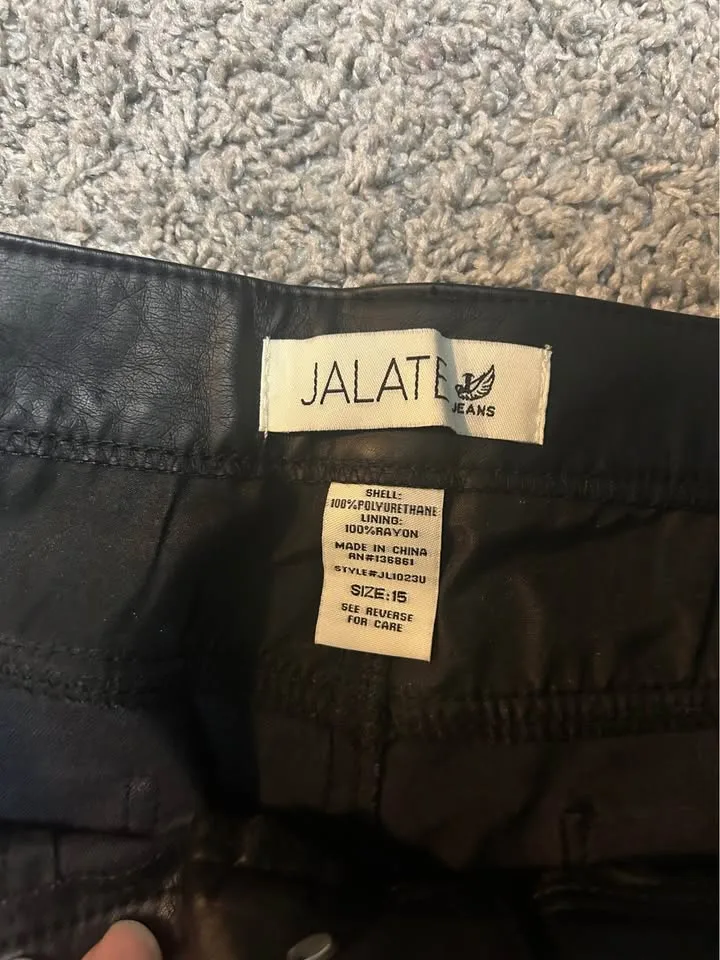 JALATE
JEANS
SHELL:
100%POLYURETHANE
LINING:
100%RAYON
MADE IN CHINA
RN#136861
STYLE#JL1023U
SIZE:15
SEE REVERSE
FOR CARE